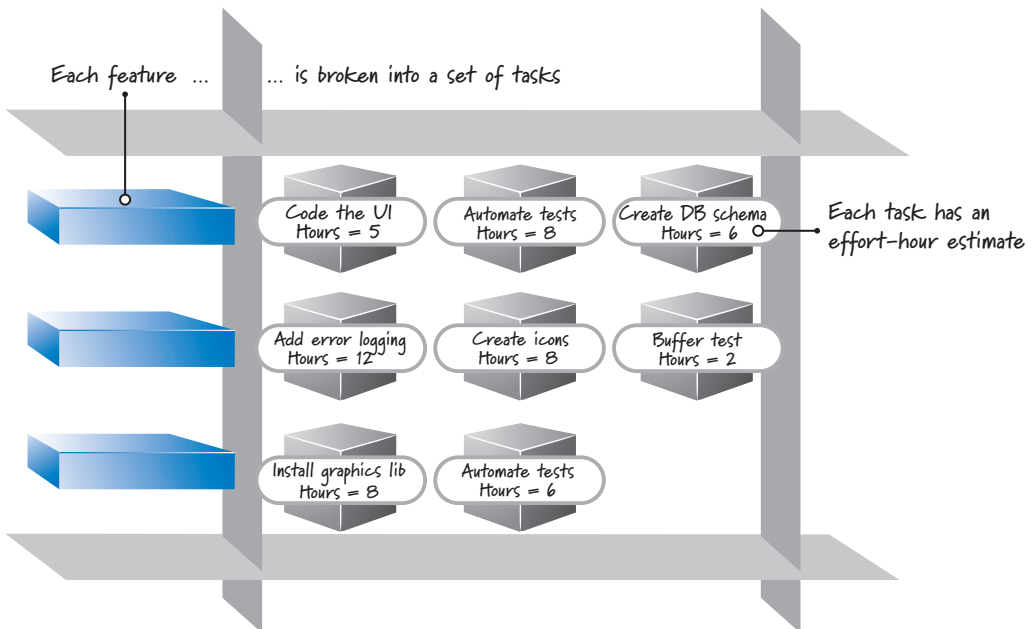 Each feature ... ... is broken into a set of tasks
Code the UI
Hours = 5
Automate tests
Hours = 8
Create DB schema
Hours = 6
Each task has an
effort-hour estimate
Add error logging
Hours = 12
Create icons
Hours = 8
Buffer test
Hours = 2
Install graphics lib
Hours = 8
Automate tests
Hours = 6